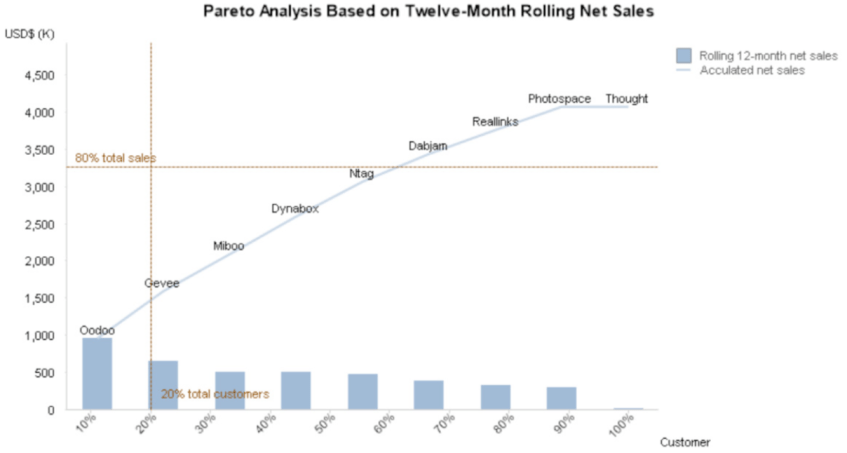 Pareto Analysis Based on Twelve-Month Rolling Net Sales
USD$ (K)
Rolling 12-month net sales
Acculated net sales
4,500
4,000
3,500
3,000
2,500
2,000
1,500
1,000
500
0
80% total sales
20% total customers
Oodoo
Gevee
Miboo
Dynabox
Ntag
Dabjam
Reallinks
Photospace
Thought
10%
20%
30%
40%
50%
60%
70%
80%
90%
100%
Customer